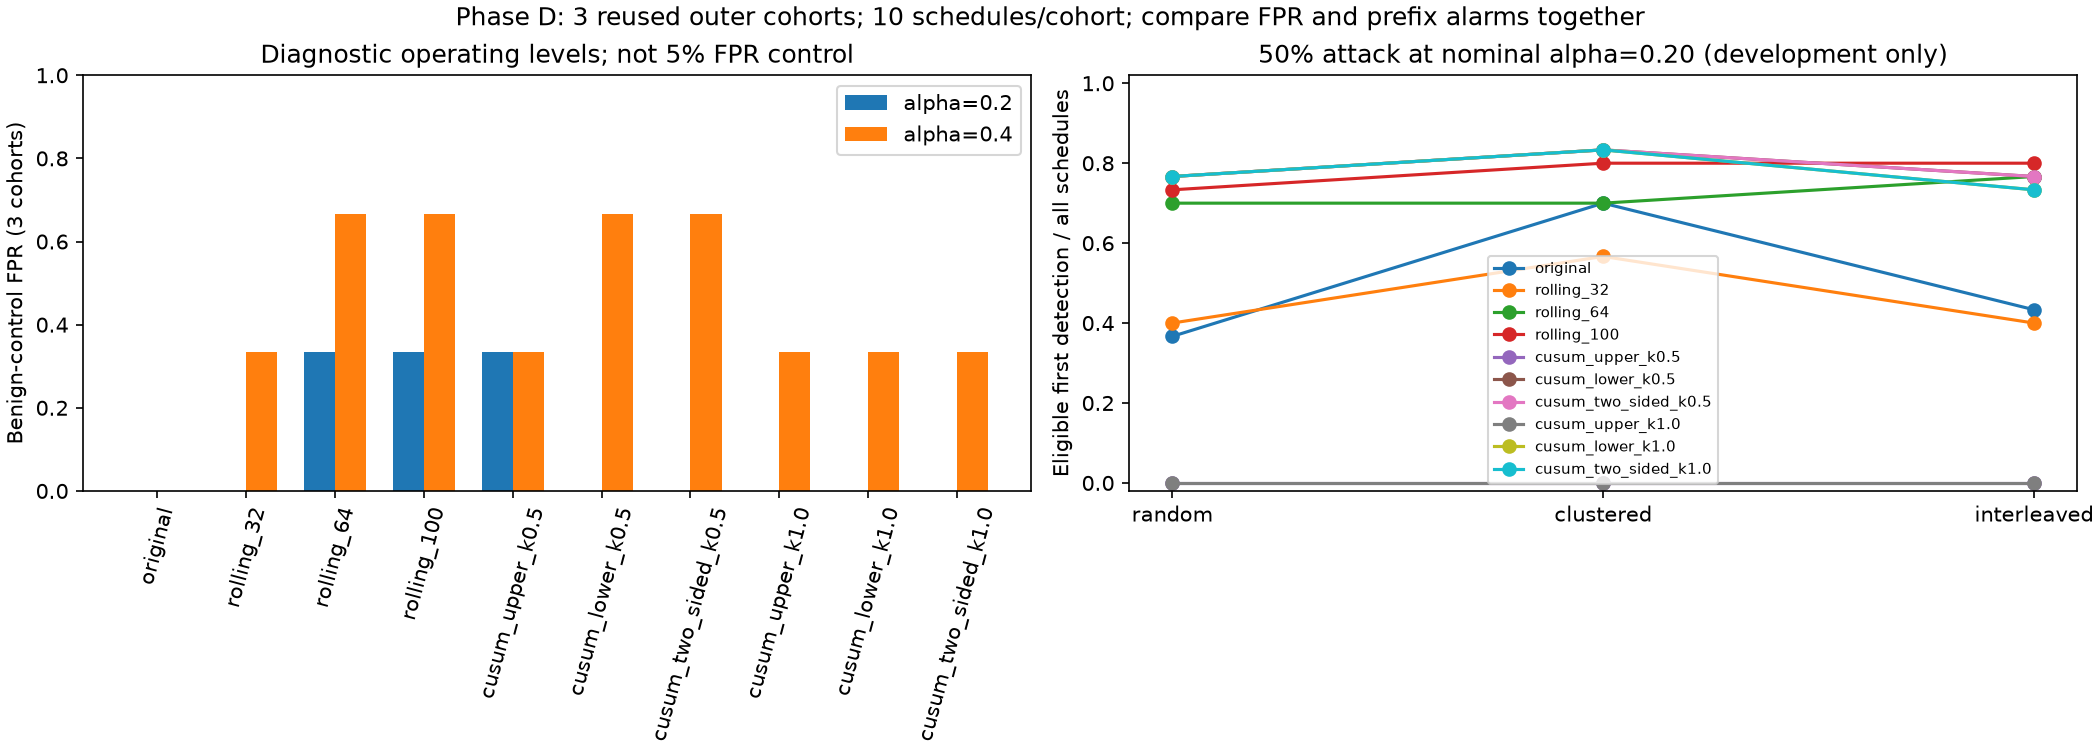 Phase D: 3 reused outer cohorts; 10 schedules/cohort; compare FPR and prefix alarms together
Diagnostic operating levels; not 5% FPR control
Benign-control FPR (3 cohorts)
1.0
0.8
0.6
0.4
0.2
0.0
alpha=0.2
alpha=0.4
original
rolling_32
rolling_64
rolling_100
cusum_upper_k0.5
cusum_lower_k0.5
cusum_two_sided_k0.5
cusum_upper_k1.0
cusum_lower_k1.0
cusum_two_sided_k1.0
50% attack at nominal alpha=0.20 (development only)
Eligible first detection / all schedules
1.0
0.8
0.6
0.4
0.2
0.0
original
rolling_32
rolling_64
rolling_100
cusum_upper_k0.5
cusum_lower_k0.5
cusum_two_sided_k0.5
cusum_upper_k1.0
cusum_lower_k1.0
cusum_two_sided_k1.0
random
clustered
interleaved